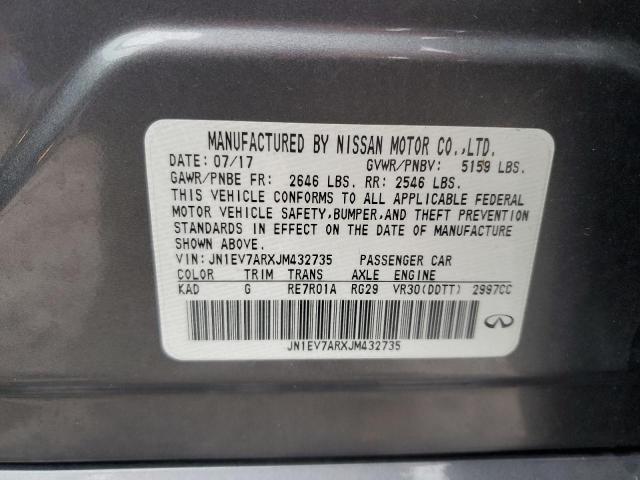 MANUFACTURED BY NISSAN MOTOR CO.,LTD.
DATE: 07/17 GVWR/PNBV: 5159 LBS.
GAWR/PNBE FR: 2646 LBS. RR: 2546 LBS.
THIS VEHICLE CONFORMS TO ALL APPLICABLE FEDERAL
MOTOR VEHICLE SAFETY,BUMPER,AND THEFT PREVENTION
STANDARDS IN EFFECT ON THE DATE OF MANUFACTURE
SHOWN ABOVE.
VIN: JN1EV7ARXJM432735 PASSENGER CAR
COLOR TRIM TRANS AXLE ENGINE
KAD G RE7R01A RG29 VR30(DDTT) 2997CC
JN1EV7ARXJM432735